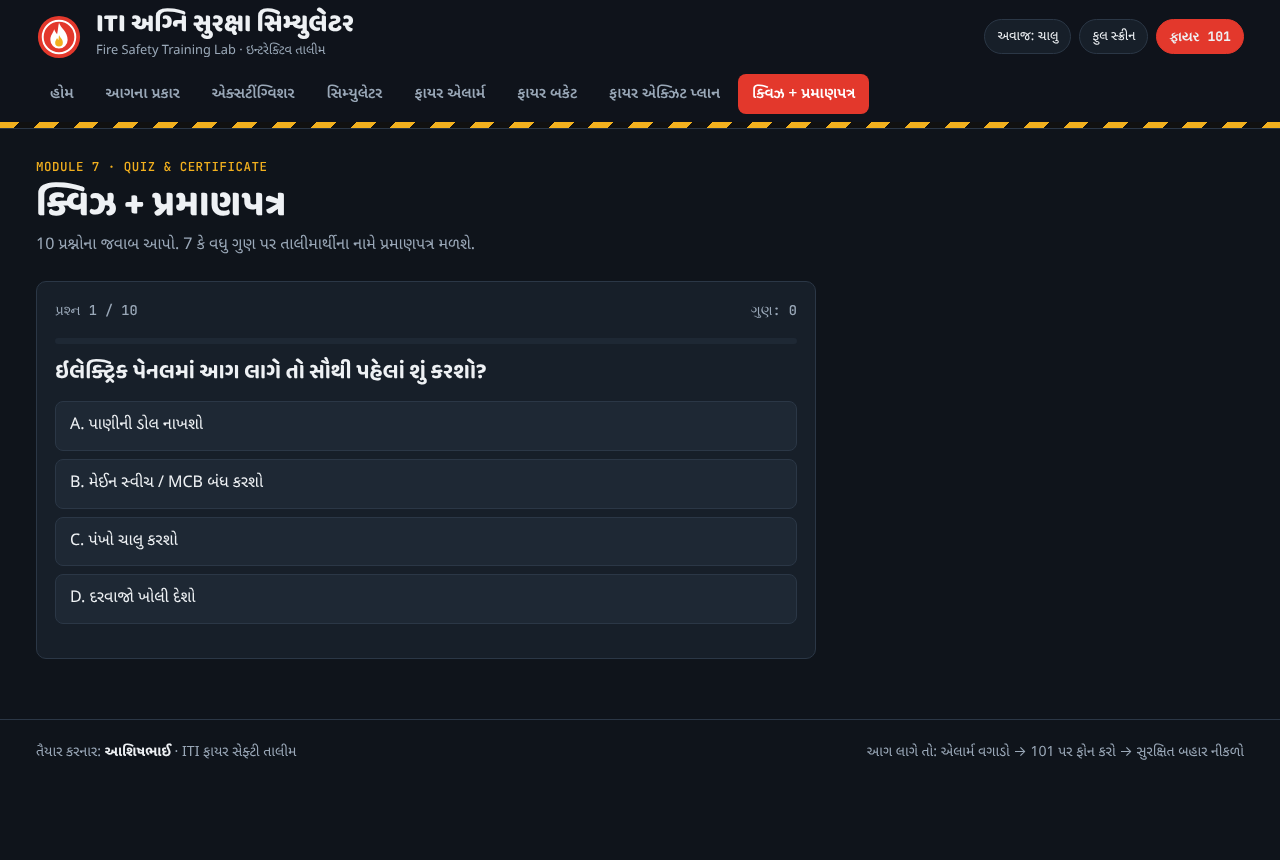 ITI અગ્નિ સુરક્ષા સિમ્યુલેટર
Fire Safety Training Lab · ઇન્ટરેક્ટિવ તાલીમ
અવાજ: ચાલુ
ફુલ સ્ક્રીન
ફાયર 101
હોમ
આગના પ્રકાર
એક્સટીંગ્વિશર
સિમ્યુલેટર
ફાયર એલાર્મ
ફાયર બકેટ
ફાયર એક્ઝિટ પ્લાન
ક્વિઝ + પ્રમાણપત્ર
MODULE 7 · QUIZ & CERTIFICATE
ક્વિઝ + પ્રમાણપત્ર
10 પ્રશ્નોના જવાબ આપો. 7 કે વધુ ગુણ પર તાલીમાર્થીના નામે પ્રમાણપત્ર મળશે.
પ્રશ્ન 1 / 10
ગુણ: 0
ઇલેક્ટ્રિક પેનલમાં આગ લાગે તો સૌથી પહેલાં શું કરશો?
A. પાણીની ડોલ નાખશો
B. મેઈન સ્વીચ / MCB બંધ કરશો
C. પંખો ચાલુ કરશો
D. દરવાજો ખોલી દેશો
તૈયાર કરનાર: આશિષભાઈ · ITI ફાયર સેફ્ટી તાલીમ
આગ લાગે તો: એલાર્મ વગાડો → 101 પર ફોન કરો → સુરક્ષિત બહાર નીકળો